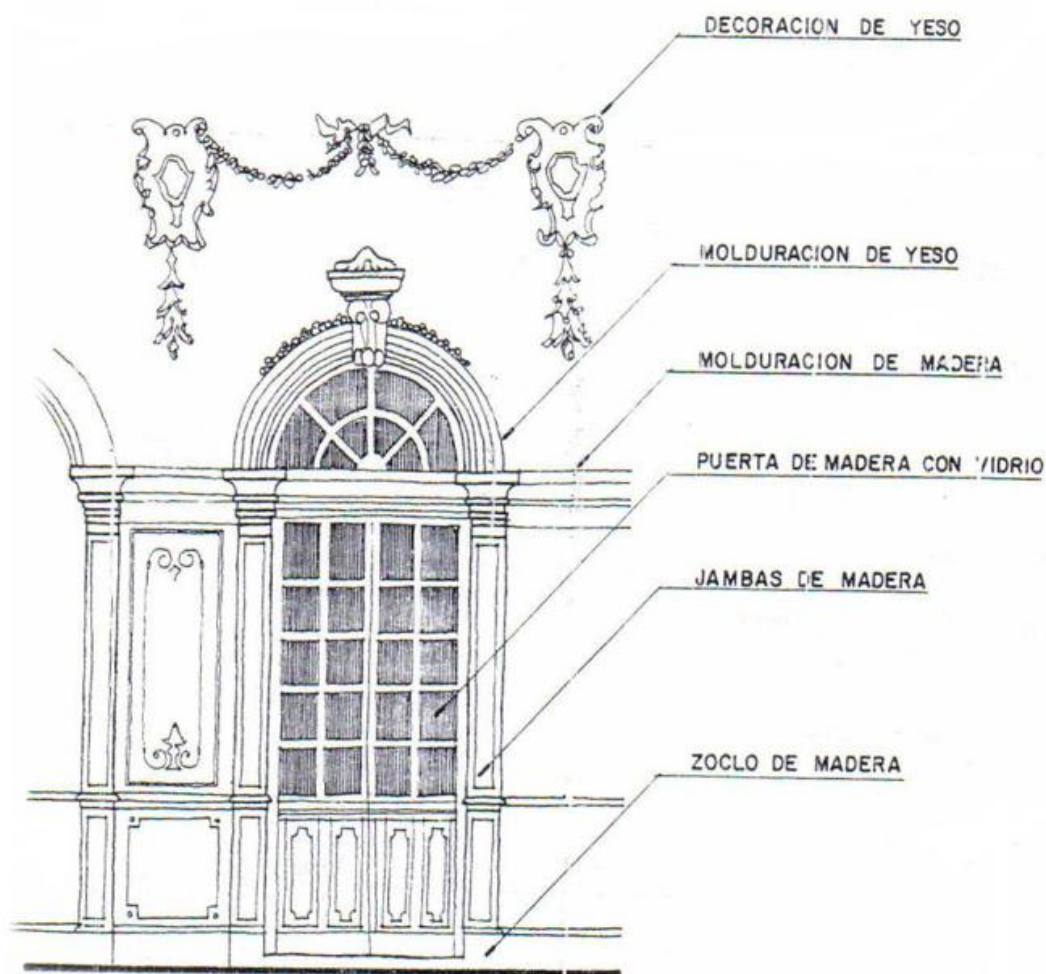 DECORACION DE YESO
MOLDURACION DE YESO
MOLDURACION DE MADERA
PUERTA DE MADERA CON VIDRIO
JAMBAS DE MADERA
ZOCLO DE MADERA